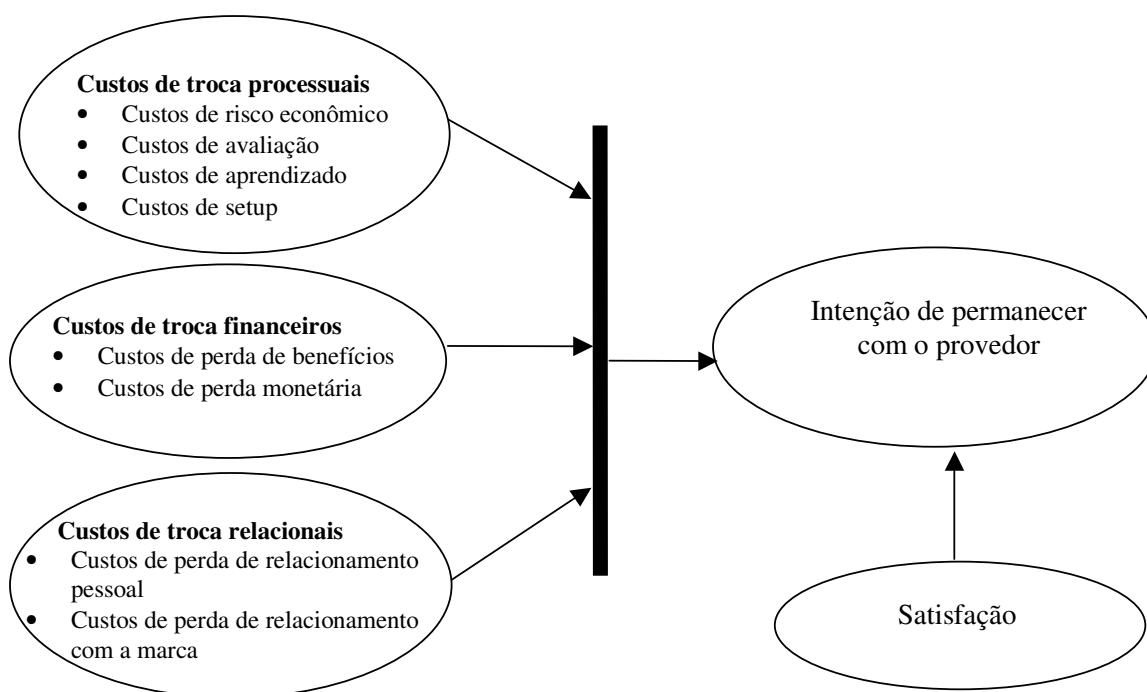 Custos de troca processuais
• Custos de risco econômico
• Custos de avaliação
• Custos de aprendizado
• Custos de setup
Custos de troca financeiros
• Custos de perda de benefícios
• Custos de perda monetária
Custos de troca relacionais
• Custos de perda de relacionamento
pessoal
• Custos de perda de relacionamento
com a marca
Intenção de permanecer
com o provedor
Satisfação